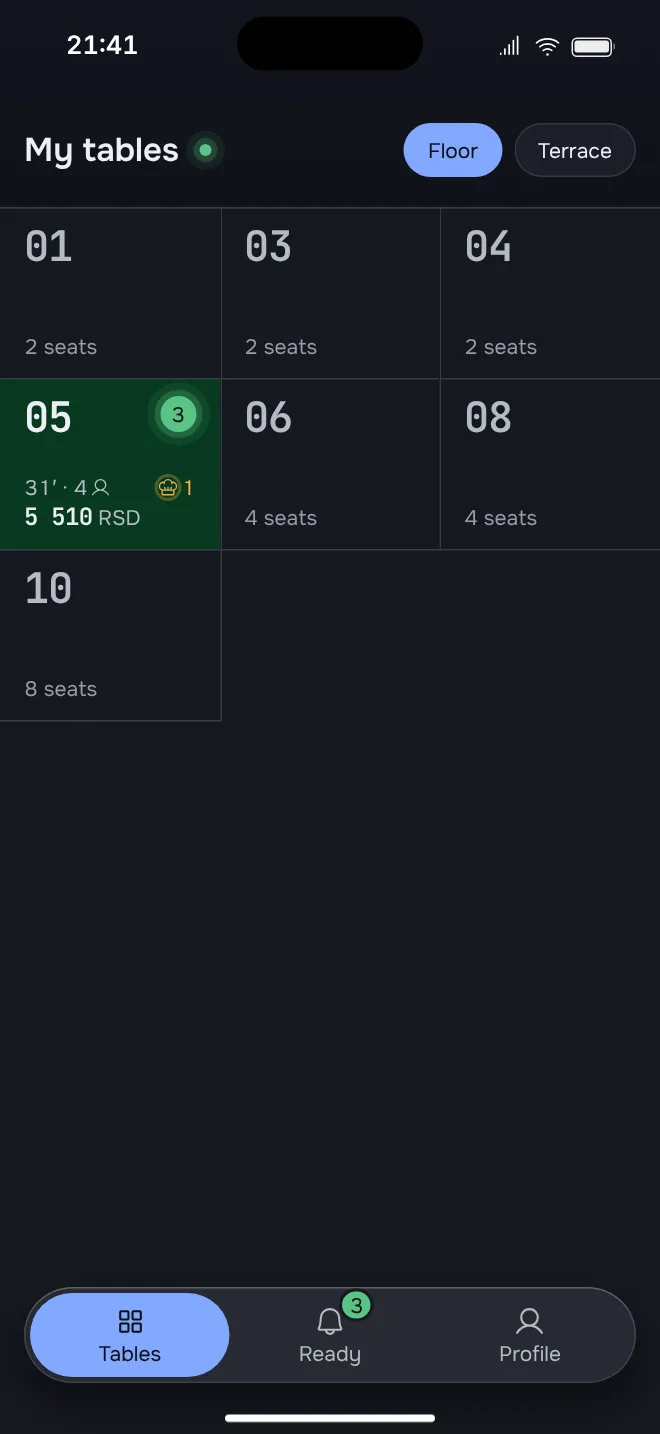 21:41
My tables
Floor
Terrace
01
03
04
2 seats
2 seats
2 seats
05
3
06
08
31′ · 4
1
5 510 RSD
4 seats
4 seats
10
8 seats
3
Tables
Ready
Profile